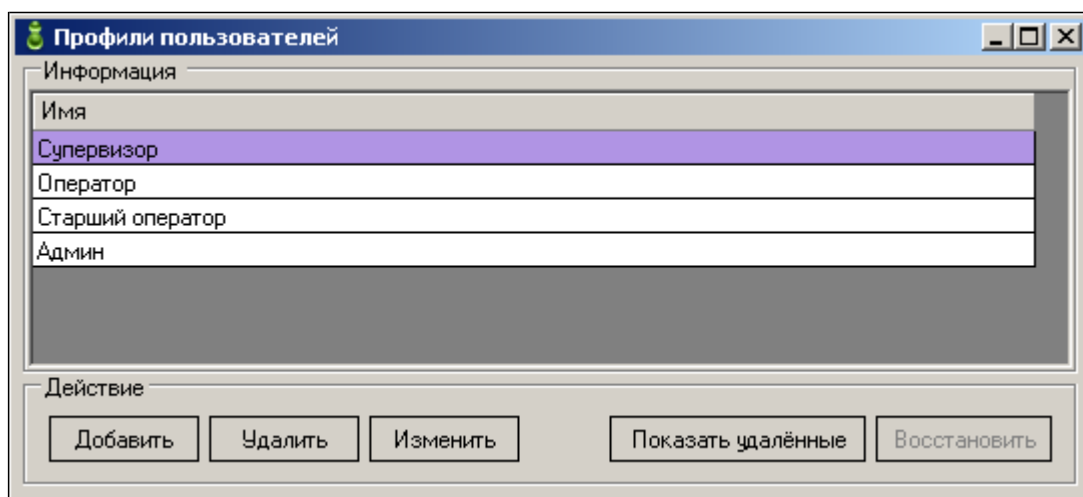 Профили пользователей
Информация
Имя
Супервизор
Оператор
Старший оператор
Админ
Действие
Добавить Удалить Изменить Показать удалённые Восстановить